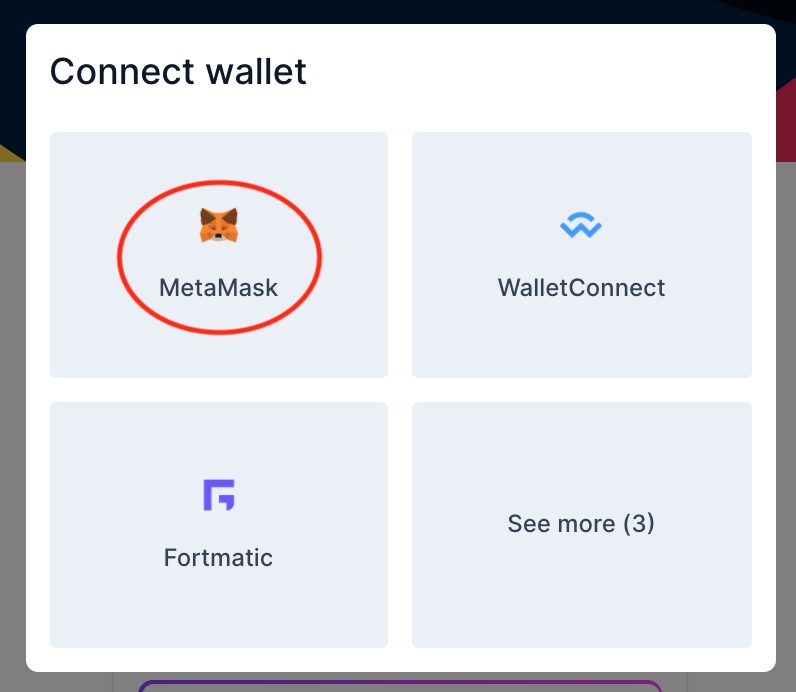 Connect wallet
MetaMask
WalletConnect
Fortmatic
See more (3)